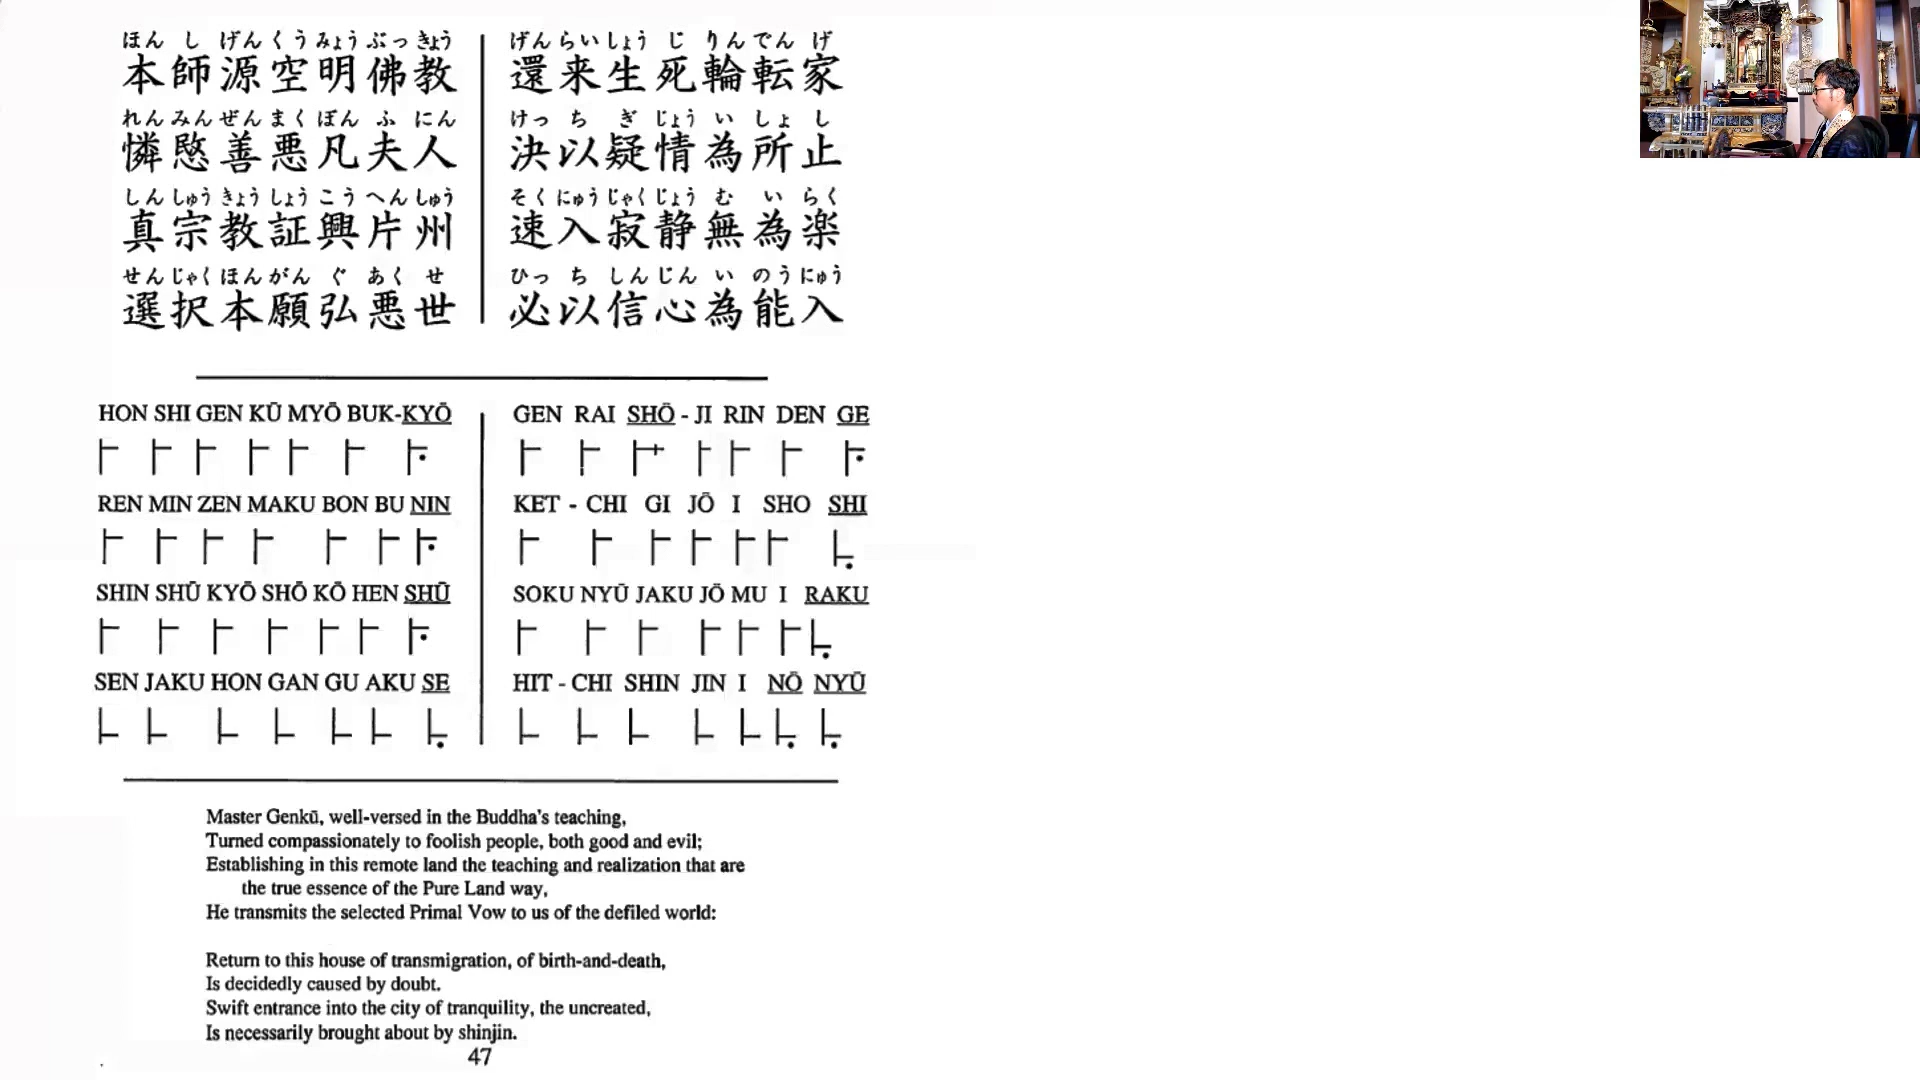 ほん し げん くう みょう ぶっ きょう
本師源空明佛教
れん みん ぜん まく ぼん ふ にん
憐愍善悪凡夫人
しん しゅう きょう しょう こう へん しゅう
真宗教証興片州
せん じゃく ほん がん ぐ あく せ
選択本願弘悪世
げん らい しょう じ りん でん げ
還来生死輪転家
けっ ち ぎ じょう い しょ し
決以疑情為所止
そく にゅう じゃく じょう む い らく
速入寂静無為楽
ひっ ち しん じん い のう にゅう
必以信心為能入
HON SHI GEN KŪ MYŌ BUK-KYŌ
REN MIN ZEN MAKU BON BU NIN
SHIN SHŪ KYŌ SHŌ KŌ HEN SHŪ
SEN JAKU HON GAN GU AKU SE
GEN RAI SHŌ - JI RIN DEN GE
KET - CHI GI JŌ I SHO SHI
SOKU NYŪ JAKU JŌ MU I RAKU
HIT - CHI SHIN JIN I NŌ NYŪ
Master Genkū, well-versed in the Buddha's teaching,
Turned compassionately to foolish people, both good and evil;
Establishing in this remote land the teaching and realization that are
the true essence of the Pure Land way,
He transmits the selected Primal Vow to us of the defiled world:
Return to this house of transmigration, of birth-and-death,
Is decidedly caused by doubt.
Swift entrance into the city of tranquility, the uncreated,
Is necessarily brought about by shinjin.
47